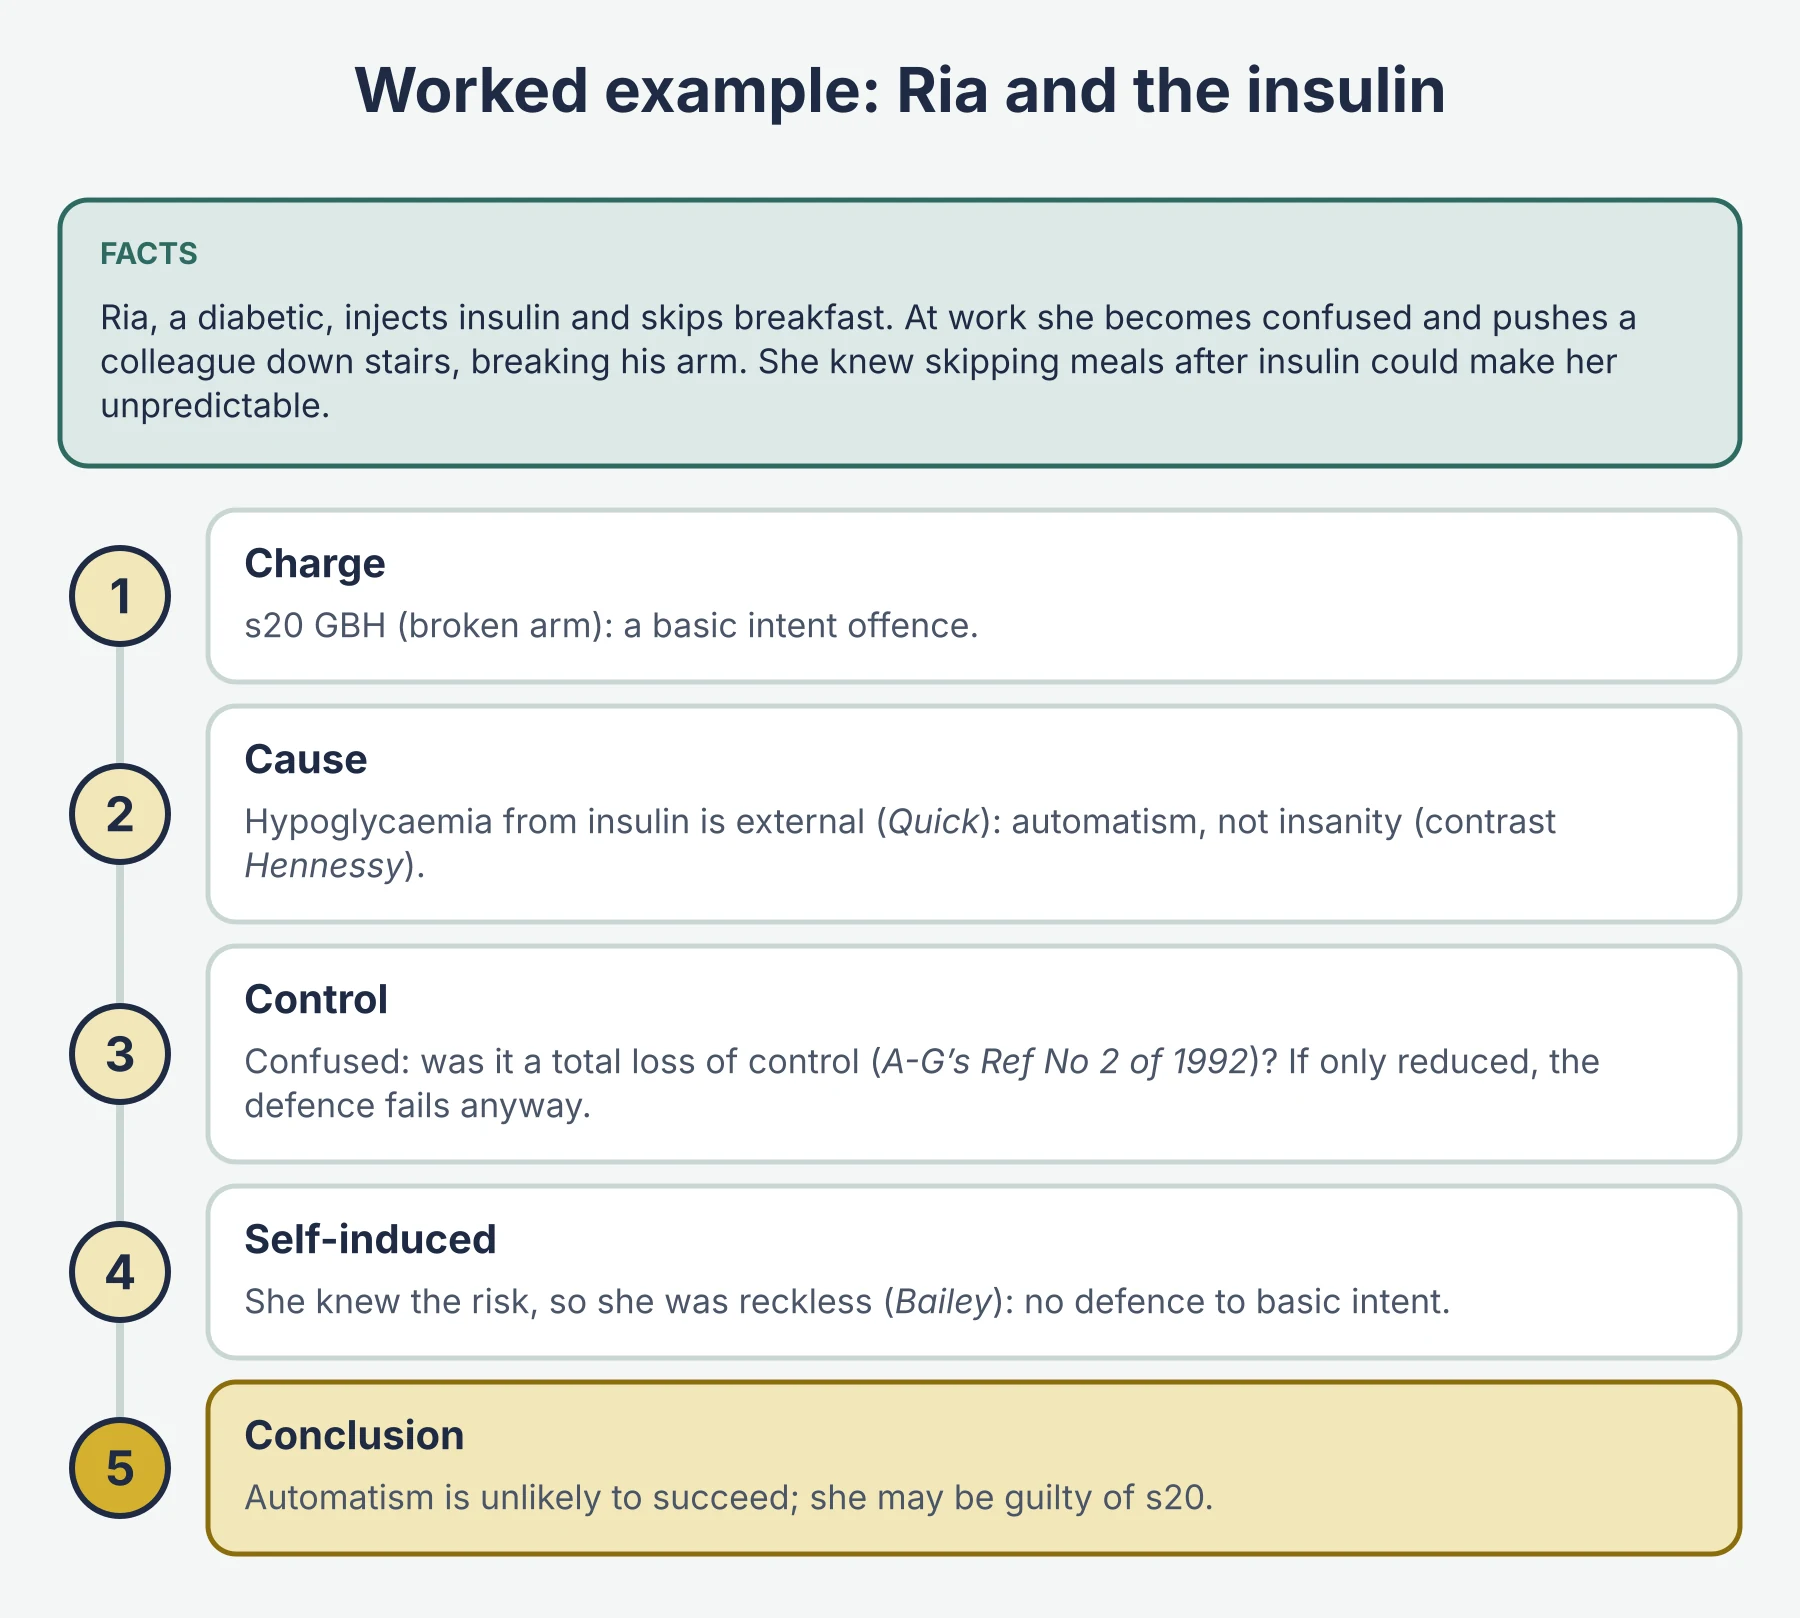 Worked example: Ria and the insulin
FACTS
Ria, a diabetic, injects insulin and skips breakfast. At work she becomes confused and pushes a
colleague down stairs, breaking his arm. She knew skipping meals after insulin could make her
unpredictable.
1
Charge
s20 GBH (broken arm): a basic intent offence.
2
Cause
Hypoglycaemia from insulin is external (Quick): automatism, not insanity (contrast
Hennessy).
3
Control
Confused: was it a total loss of control (A-G’s Ref No 2 of 1992)? If only reduced, the
defence fails anyway.
4
Self-induced
She knew the risk, so she was reckless (Bailey): no defence to basic intent.
5
Conclusion
Automatism is unlikely to succeed; she may be guilty of s20.